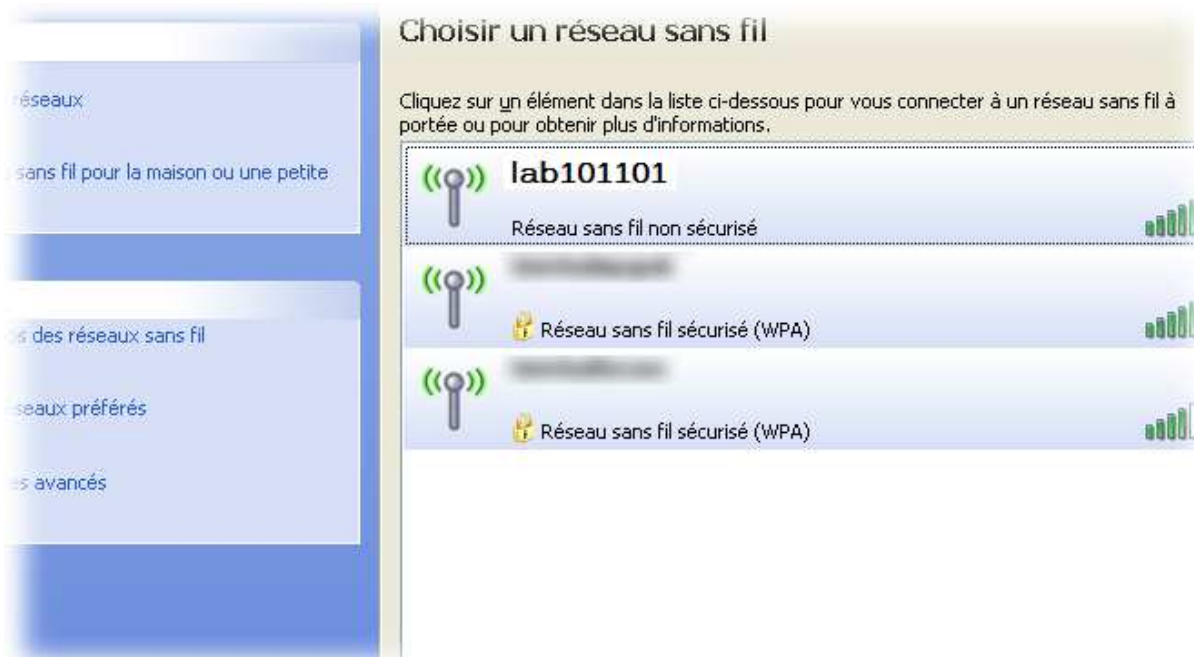 Choisir un réseau sans fil
réseaux
Cliquez sur un élément dans la liste ci-dessous pour vous connecter à un réseau sans fil à
portée ou pour obtenir plus d'informations.
sans fil pour la maison ou une petite
lab101101
Réseau sans fil non sécurisé
Réseau sans fil sécurisé (WPA)
des réseaux sans fil
préférés
Réseau sans fil sécurisé (WPA)
avancés